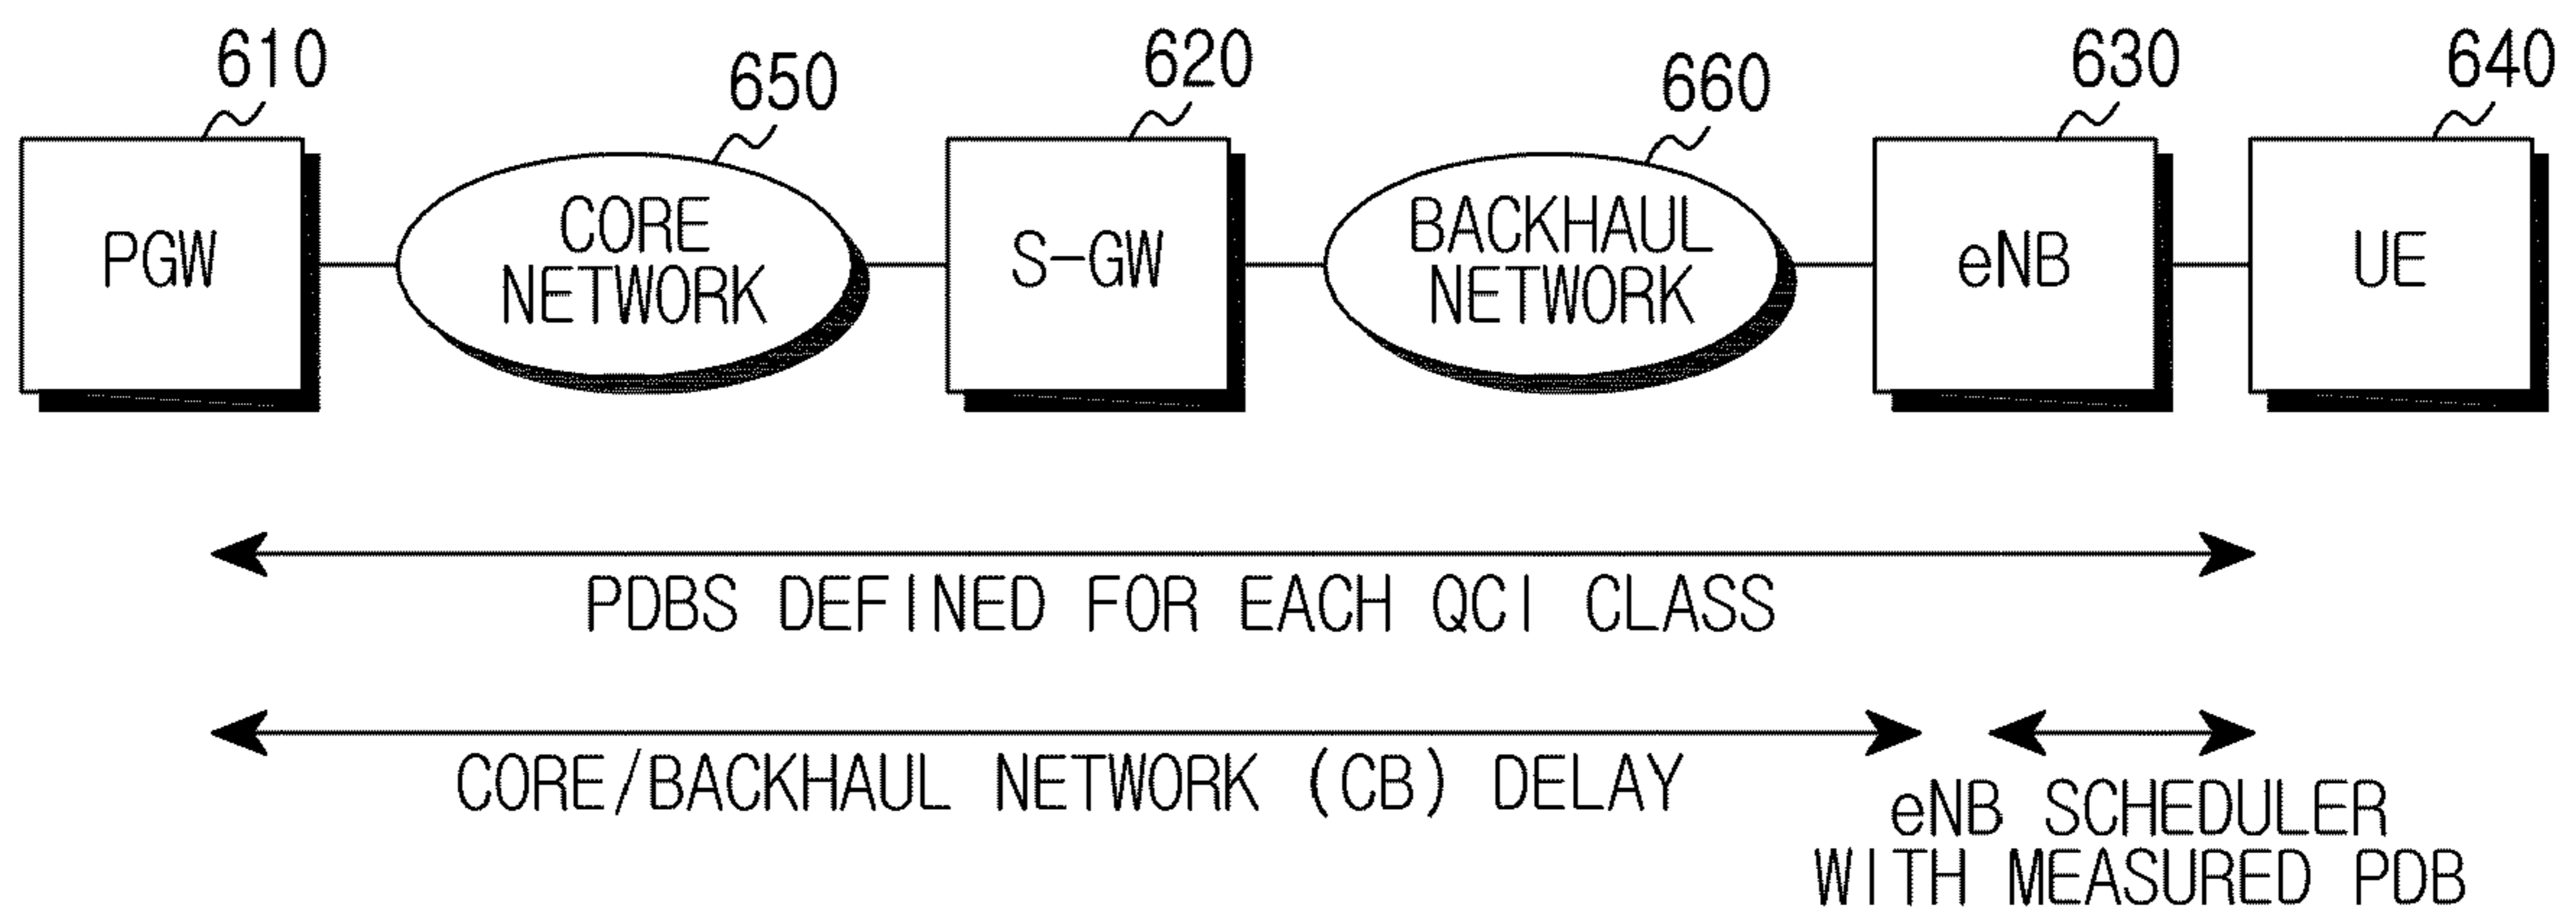 610
650
620
660
630
640
PGW
CORE
NETWORK
S-GW
BACKHAUL
NETWORK
eNB
UE
PDBS DEFINED FOR EACH QCI CLASS
CORE/BACKHAUL NETWORK (CB) DELAY
eNB SCHEDULER
WITH MEASURED PDB